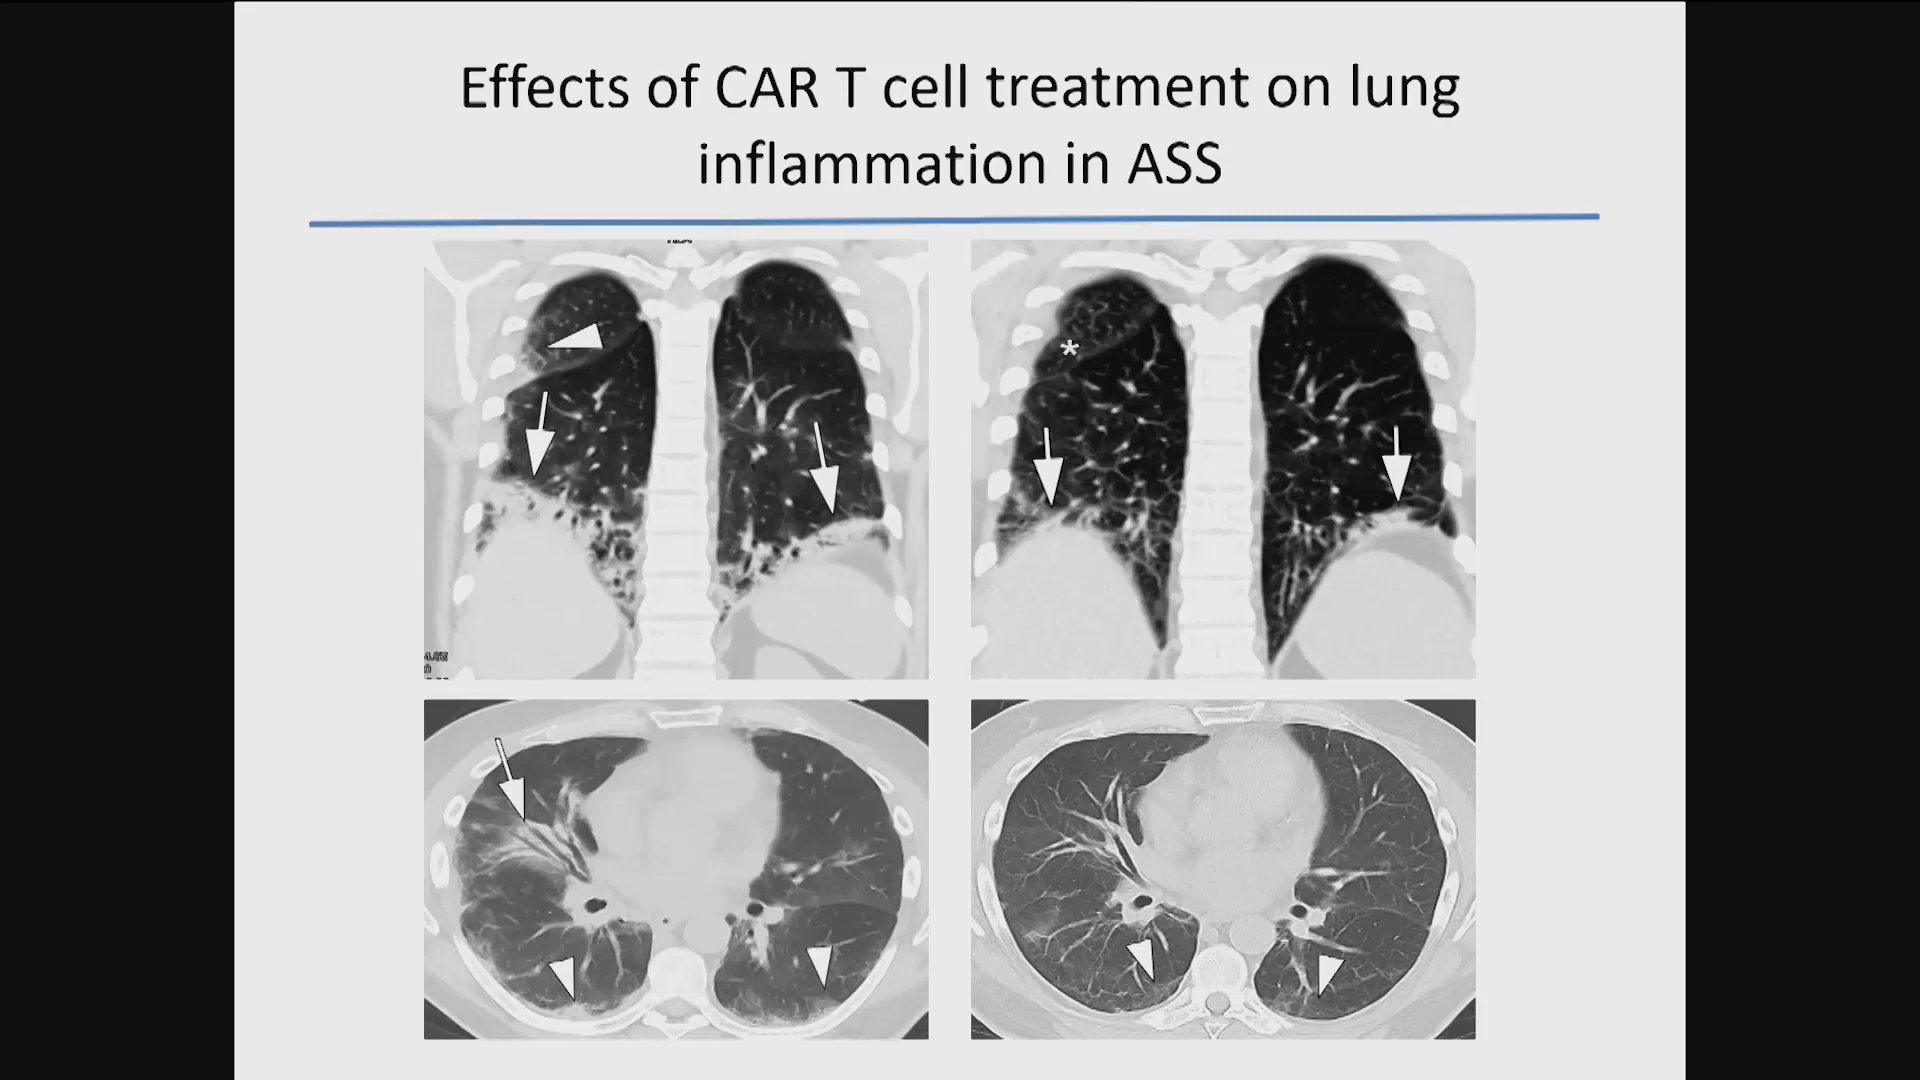 Effects of CAR T cell treatment on lung
inflammation in ASS
*